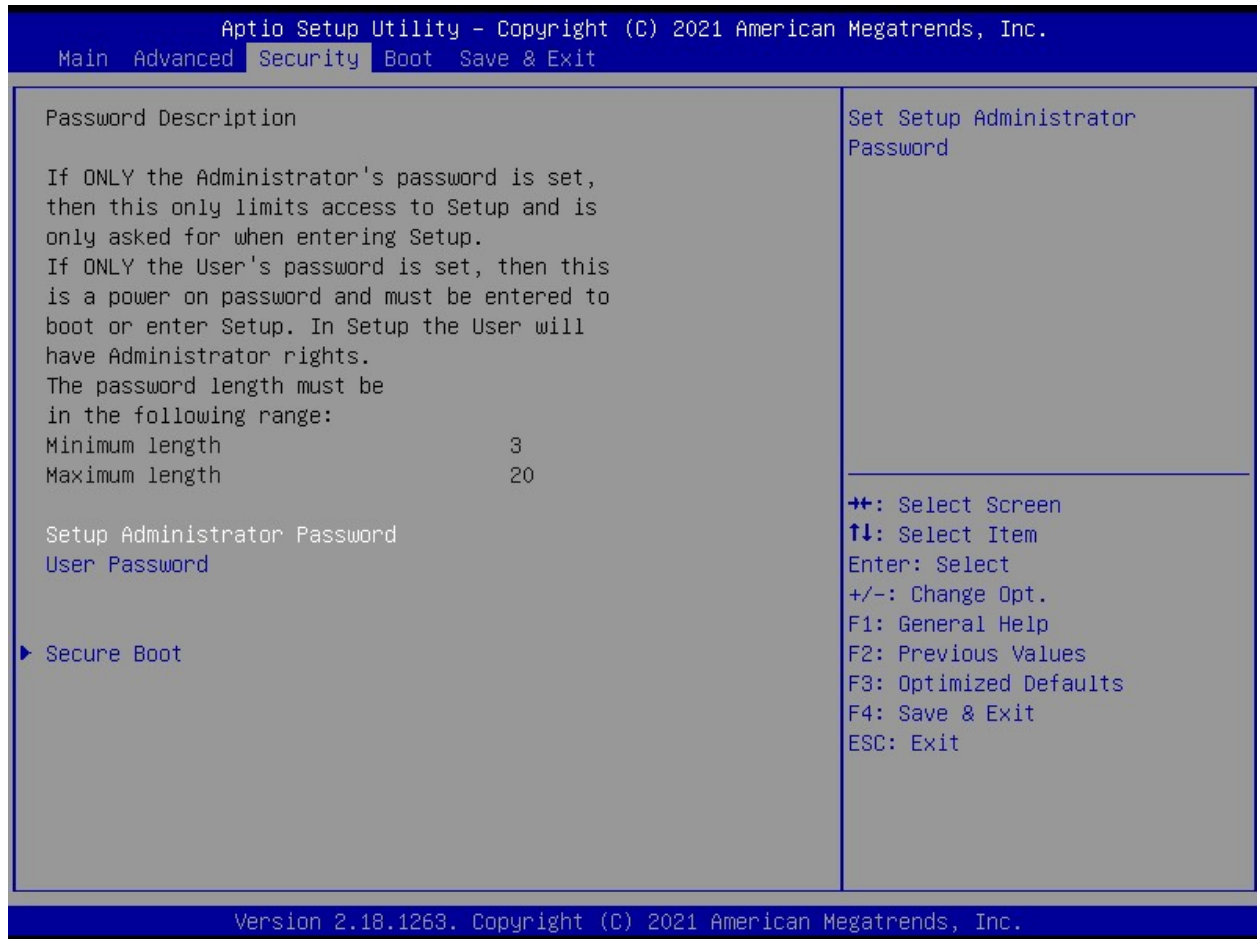 Aptio Setup Utility – Copyright (C) 2021 American Megatrends, Inc.
Main Advanced Security Boot Save & Exit
Password Description
If ONLY the Administrator's password is set,
then this only limits access to Setup and is
only asked for when entering Setup.
If ONLY the User's password is set, then this
is a power on password and must be entered to
boot or enter Setup. In Setup the User will
have Administrator rights.
The password length must be
in the following range:
Minimum length 3
Maximum length 20
Setup Administrator Password
User Password
Secure Boot
Set Setup Administrator
Password
→←: Select Screen
↑↓: Select Item
Enter: Select
+/-: Change Opt.
F1: General Help
F2: Previous Values
F3: Optimized Defaults
F4: Save & Exit
ESC: Exit
Version 2.18.1263. Copyright (C) 2021 American Megatrends, Inc.